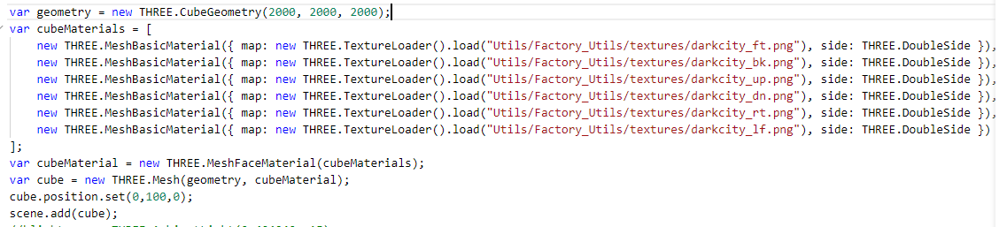 var geometry = new THREE.CubeGeometry(2000, 2000, 2000);
var cubeMaterials = [
    new THREE.MeshBasicMaterial({ map: new THREE.TextureLoader().load("Utils/Factory_Utils/textures/darkcity_ft.png"), side: THREE.DoubleSide }),
    new THREE.MeshBasicMaterial({ map: new THREE.TextureLoader().load("Utils/Factory_Utils/textures/darkcity_bk.png"), side: THREE.DoubleSide }),
    new THREE.MeshBasicMaterial({ map: new THREE.TextureLoader().load("Utils/Factory_Utils/textures/darkcity_up.png"), side: THREE.DoubleSide }),
    new THREE.MeshBasicMaterial({ map: new THREE.TextureLoader().load("Utils/Factory_Utils/textures/darkcity_dn.png"), side: THREE.DoubleSide }),
    new THREE.MeshBasicMaterial({ map: new THREE.TextureLoader().load("Utils/Factory_Utils/textures/darkcity_rt.png"), side: THREE.DoubleSide }),
    new THREE.MeshBasicMaterial({ map: new THREE.TextureLoader().load("Utils/Factory_Utils/textures/darkcity_lf.png"), side: THREE.DoubleSide })
];
var cubeMaterial = new THREE.MeshFaceMaterial(cubeMaterials);
var cube = new THREE.Mesh(geometry, cubeMaterial);
cube.position.set(0,100,0);
scene.add(cube);